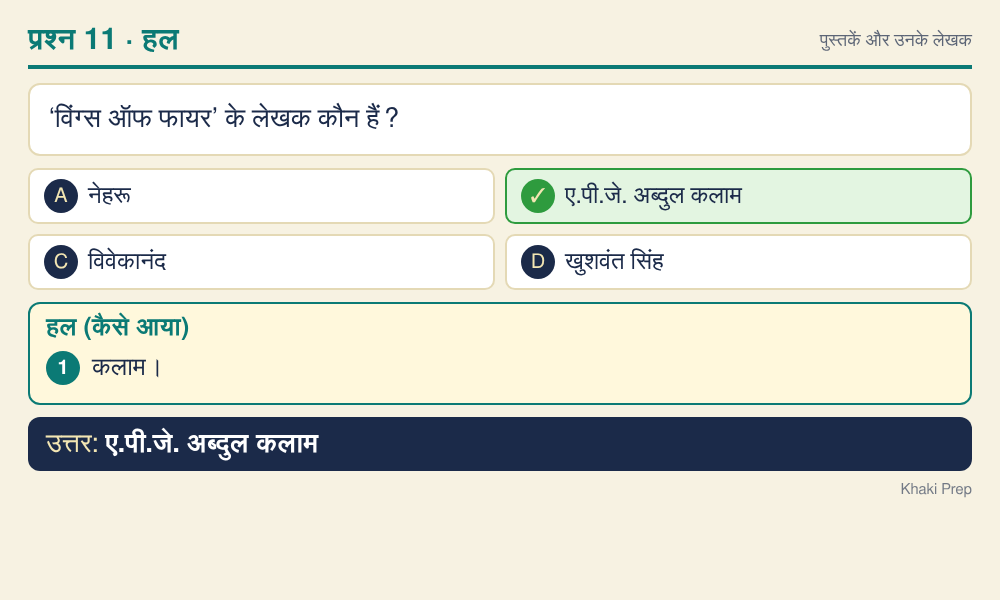 प्रश्न 11 · हल
पुस्तकें और उनके लेखक
‘विंग्स ऑफ फायर’ के लेखक कौन हैं ?
A नेहरू
✓ ए.पी.जे. अब्दुल कलाम
C विवेकानंद
D खुशवंत सिंह
हल (कैसे आया)
1 कलाम ।
उत्तर: ए.पी.जे. अब्दुल कलाम
Khaki Prep